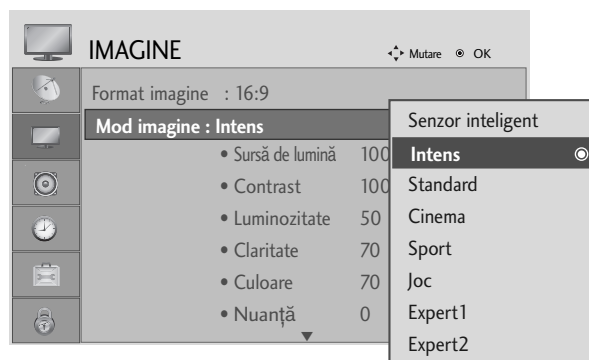 IMAGINE
Mutare OK
Format imagine : 16:9
Mod imagine : Intens
• Sursă de lumină 100
• Contrast 100
• Luminozitate 50
• Claritate 70
• Culoare 70
• Nuanță 0
Senzor inteligent
Intens
Standard
Cinema
Sport
Joc
Expert1
Expert2